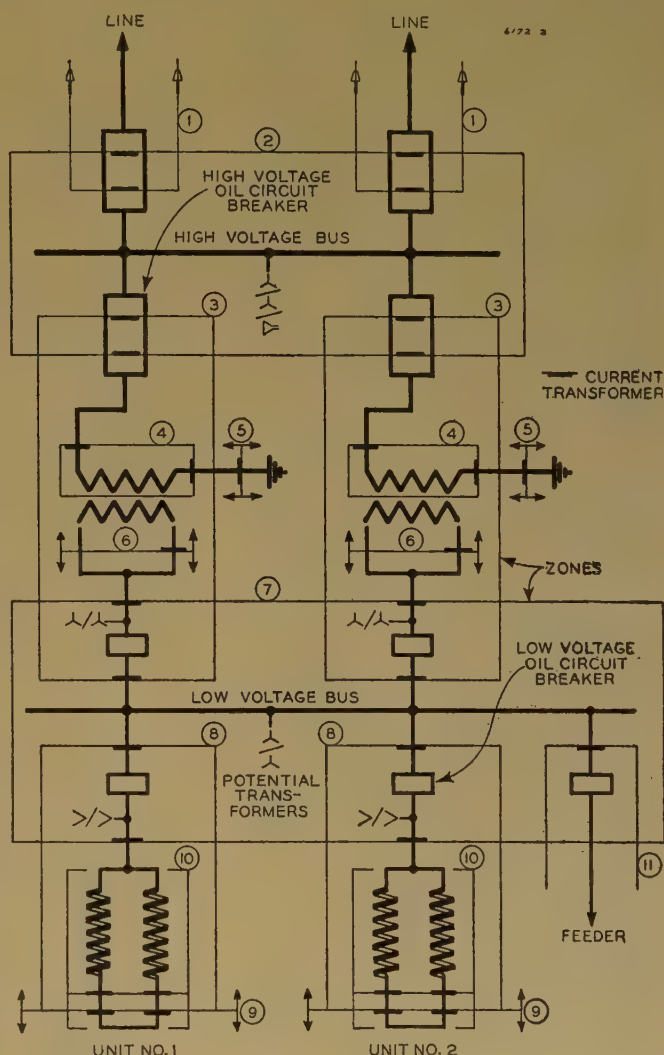 LINE
LINE
6172 3
1
1
2
HIGH VOLTAGE
OIL CIRCUIT
BREAKER
HIGH VOLTAGE BUS
3
3
CURRENT
TRANSFORMER
4
5
4
5
6
6
7
ZONES
LOW VOLTAGE
OIL CIRCUIT
BREAKER
LOW VOLTAGE BUS
8
8
POTENTIAL
TRANS-
FORMERS
10
10
11
FEEDER
9
9
UNIT NO. 1
UNIT NO. 2